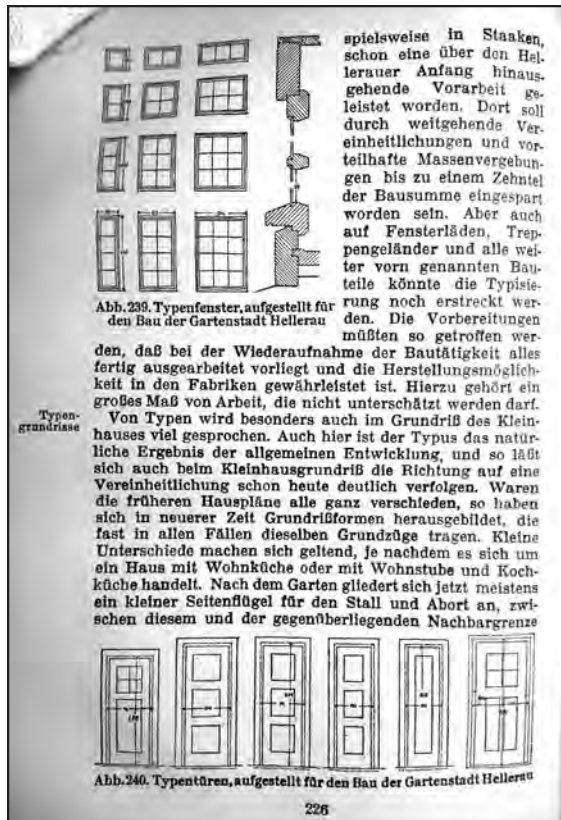 spielsweise in Staaken,
schon eine über den Hel-
lerauer Anfang hinaus-
gehende Vorarbeit ge-
leistet worden. Dort soll
durch weitgehende Ver-
einheitlichungen und vor-
teilhafte Massenvergebun-
gen bis zu einem Zehntel
der Bausumme eingespart
worden sein. Aber auch
auf Fensterläden, Trep-
pengeländer und alle wei-
ter vorn genannten Bau-
teile könnte die Typisie-
rung noch erstreckt wer-
den. Die Vorbereitungen
müßten so getroffen wer-
Abb. 239. Typenfenster, aufgestellt für
den Bau der Gartenstadt Hellerau
den, daß bei der Wiederaufnahme der Bautätigkeit alles
fertig ausgearbeitet vorliegt und die Herstellungsmöglich-
keit in den Fabriken gewährleistet ist. Hierzu gehört ein
großes Maß von Arbeit, die nicht unterschätzt werden darf.
Typen-
grundrisse
Von Typen wird besonders auch im Grundriß des Klein-
hauses viel gesprochen. Auch hier ist der Typus das natür-
liche Ergebnis der allgemeinen Entwicklung, und so läßt
sich auch beim Kleinhausgrundriß die Richtung auf eine
Vereinheitlichung schon heute deutlich verfolgen. Waren
die früheren Hauspläne alle ganz verschieden, so haben
sich in neuerer Zeit Grundrißformen herausgebildet, die
fast in allen Fällen dieselben Grundzüge tragen. Kleine
Unterschiede machen sich geltend, je nachdem es sich um
ein Haus mit Wohnküche oder mit Wohnstube und Koch-
küche handelt. Nach dem Garten gliedert sich jetzt meistens
ein kleiner Seitenflügel für den Stall und Abort an, zwi-
schen diesem und der gegenüberliegenden Nachbargrenze
Abb. 240. Typentüren, aufgestellt für den Bau der Gartenstadt Hellerau
226